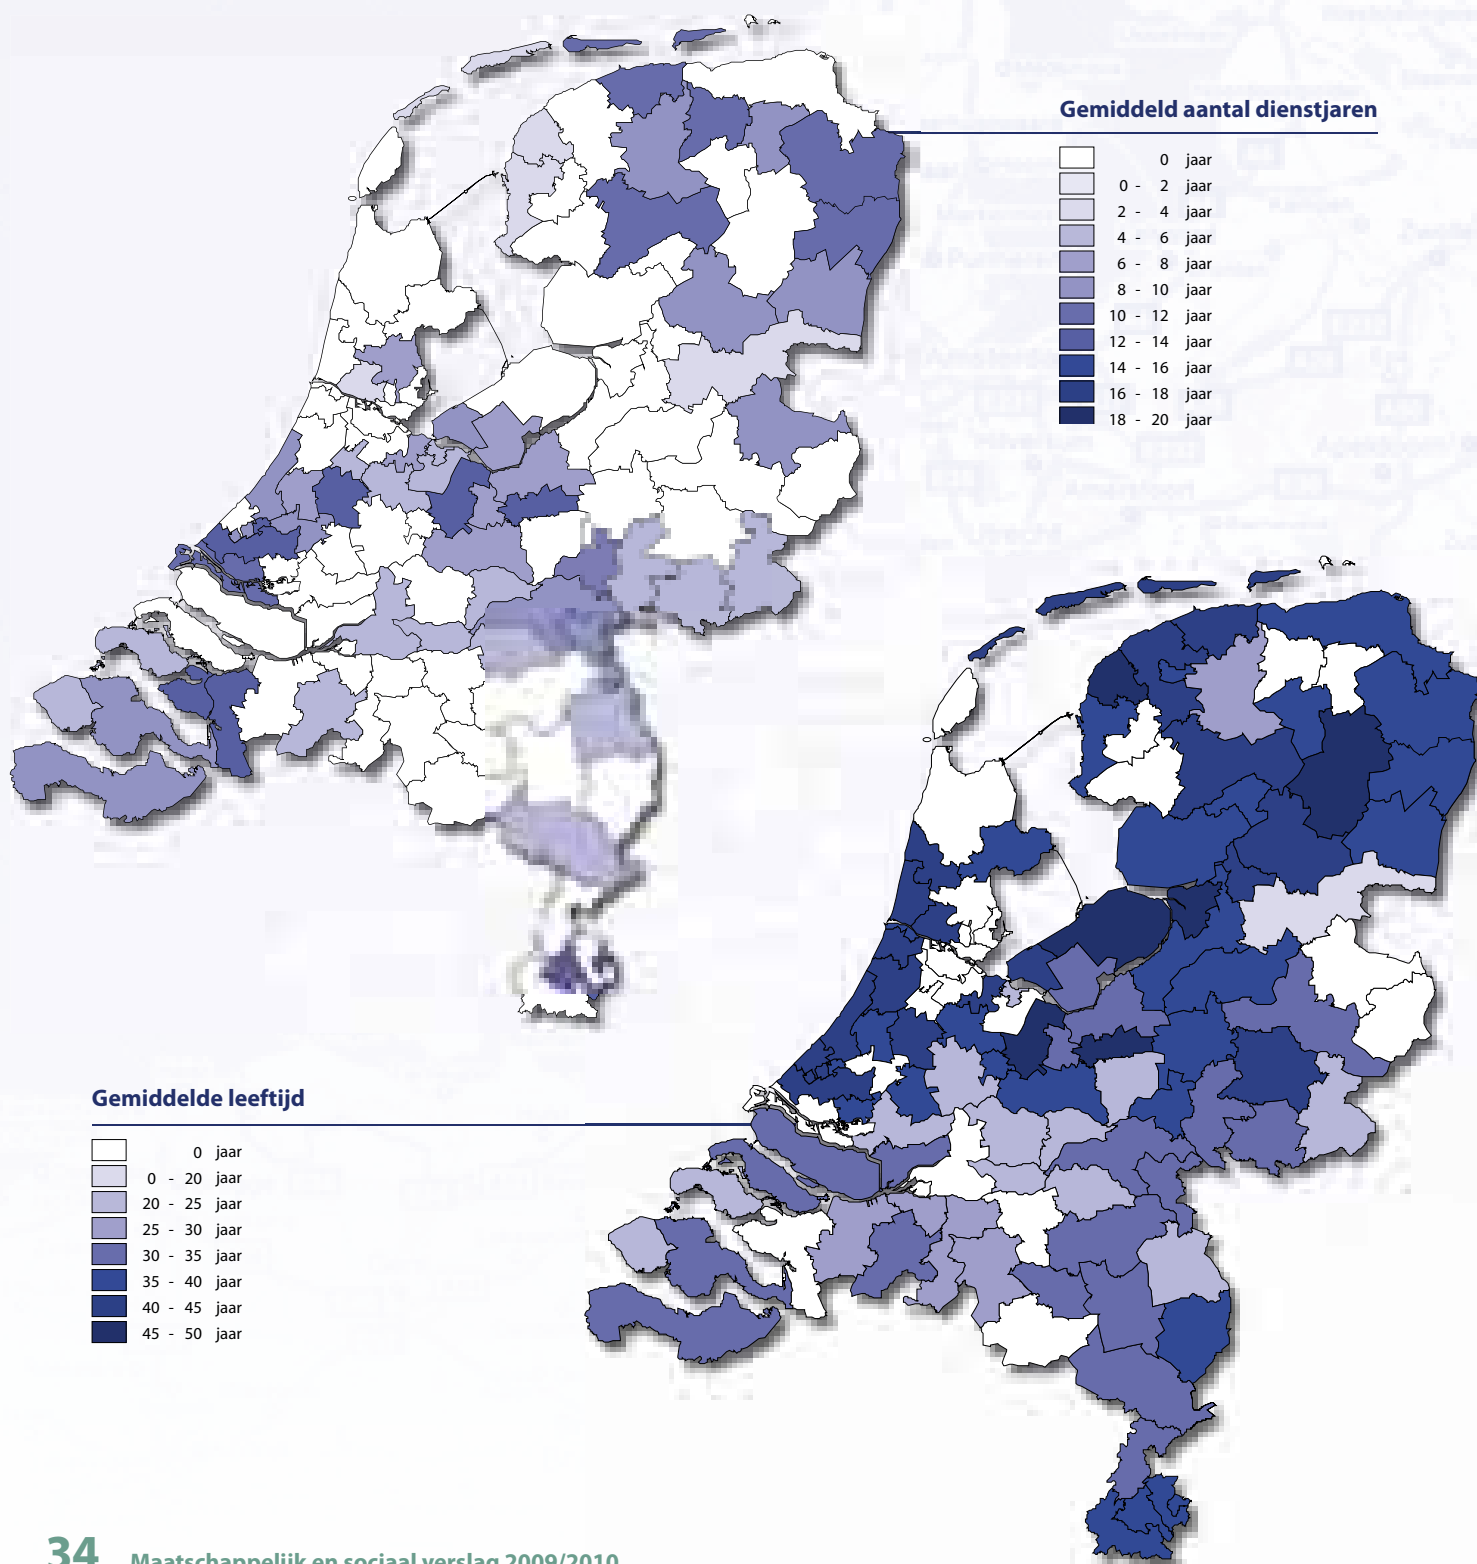 Gemiddeld aantal dienstjaren
0 jaar
0 - 2 jaar
2 - 4 jaar
4 - 6 jaar
6 - 8 jaar
8 - 10 jaar
10 - 12 jaar
12 - 14 jaar
14 - 16 jaar
16 - 18 jaar
18 - 20 jaar
Gemiddelde leeftijd
0 jaar
0 - 20 jaar
20 - 25 jaar
25 - 30 jaar
30 - 35 jaar
35 - 40 jaar
40 - 45 jaar
45 - 50 jaar
34 Maatschappelijk en sociaal verslag 2009/2010